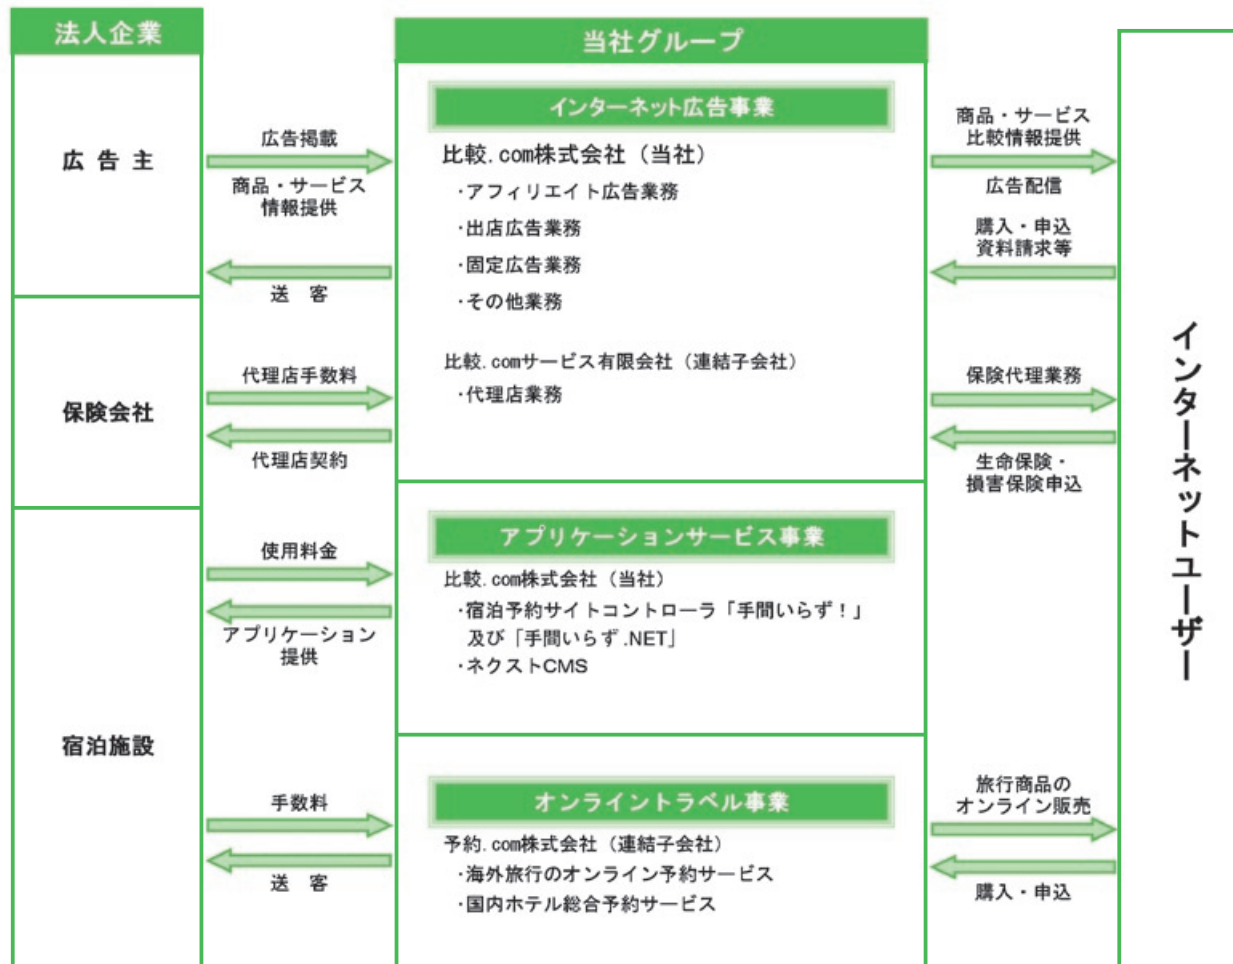 法人企業
広 告 主
保険会社
宿泊施設
広告掲載
商品・サービス
情報提供
送 客
代理店手数料
代理店契約
使用料金
アプリケーション
提供
手数料
送 客
当社グループ
インターネット広告事業
比較.com株式会社（当社）
・アフィリエイト広告業務
・出店広告業務
・固定広告業務
・その他業務
比較.comサービス有限会社（連結子会社）
・代理店業務
アプリケーションサービス事業
比較.com株式会社（当社）
・宿泊予約サイトコントローラ「手間いらず！」
及び「手間いらず.NET」
・ネクストCMS
オンライントラベル事業
予約.com株式会社（連結子会社）
・海外旅行のオンライン予約サービス
・国内ホテル総合予約サービス
商品・サービス
比較情報提供
広告配信
購入・申込
資料請求等
保険代理業務
生命保険・
損害保険申込
旅行商品の
オンライン販売
購入・申込
インターネットユーザー